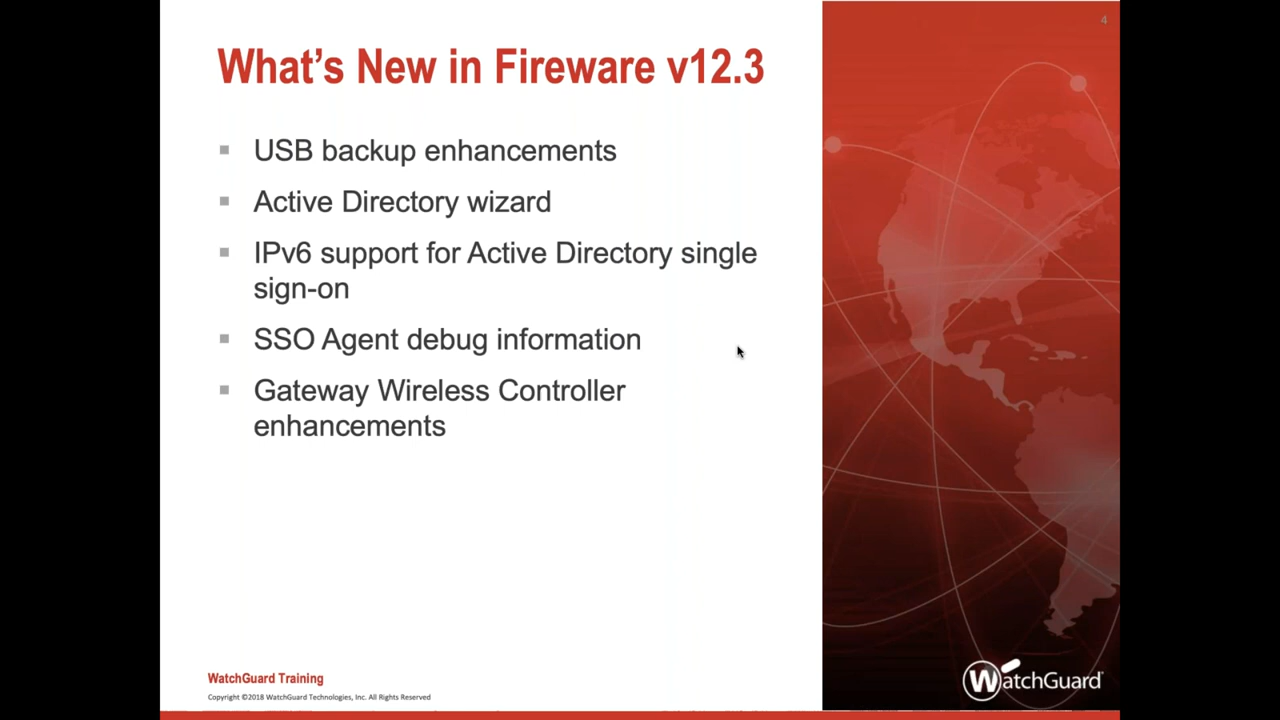 4
What's New in Fireware v12.3
▪ USB backup enhancements
▪ Active Directory wizard
▪ IPv6 support for Active Directory single
sign-on
▪ SSO Agent debug information
▪ Gateway Wireless Controller
enhancements
WatchGuard Training
Copyright ©2018 WatchGuard Technologies, Inc. All Rights Reserved
WatchGuard